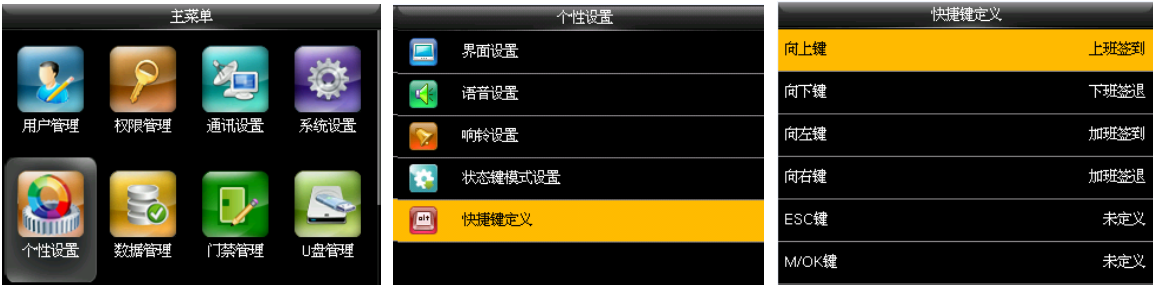 主菜单
用户管理 权限管理 通讯设置 系统设置
个性设置 数据管理 门禁管理 U盘管理
个性设置
界面设置
语音设置
响铃设置
状态键模式设置
alt 快捷键定义
快捷键定义
向上键 上班签到
向下键 下班签退
向左键 加班签到
向右键 加班签退
ESC键 未定义
M/OK键 未定义